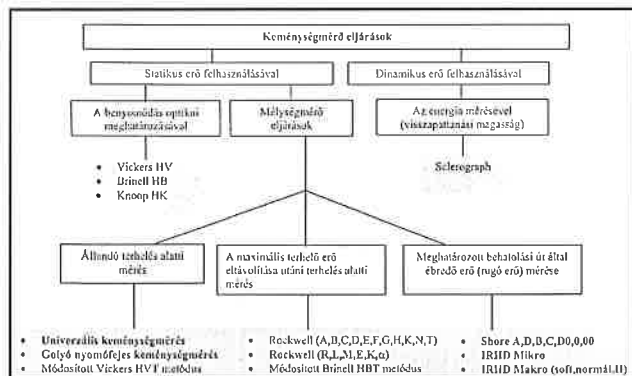 Keménységmérő eljárások
Statikus erő felhasználásával
Dinamikus erő felhasználásával
A benyomódás optikai
meghatározásával
Mélységmérő
eljárások
Az energia mérésével
(visszapattanási magasság)
• Vickers HV
• Brinell HB
• Knoop HK
Sclerograph
Állandó terhelés alatti
mérés
A maximális terhelő erő
eltávolítása utáni terhelés alatti
mérés
Meghatározott behatolási út által
ébredő erő (rugó erő) mérése
• Univerzális keménységmérés
• Golyó nyomófejes keménységmérés
• Módosított Vickers HVT metódus
• Rockwell (A,B,C,D,E,F,G,H,K,N,T)
• Rockwell (R,L,M,E,K,α)
• Módosított Brinell HBT metódus
• Shore A,D,B,C,D0,0,00
• IRHD Mikro
• IRHD Makro (soft,normál,H)